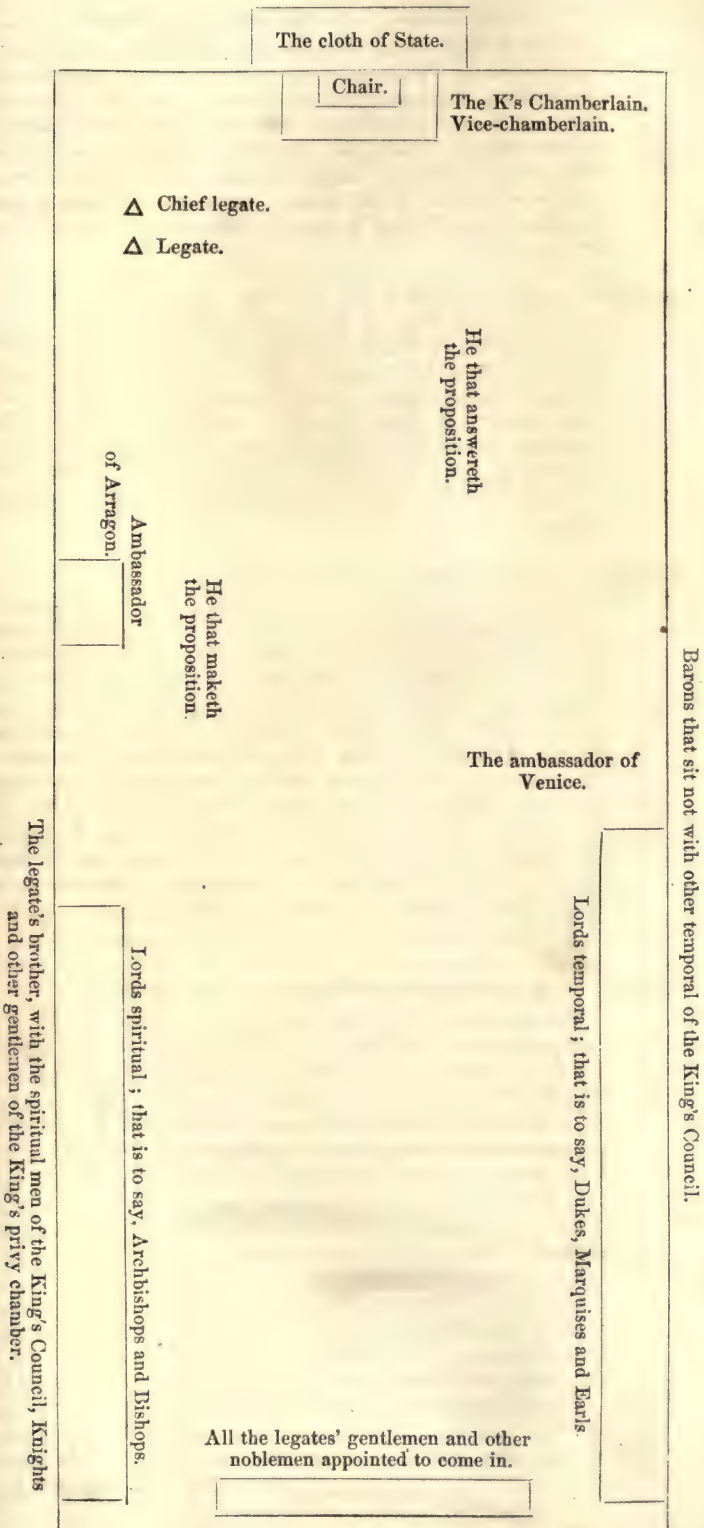 The cloth of State.
Chair.
The K's Chamberlain.
Vice-chamberlain.
Chief legate.
Legate.
He that answereth
the proposition.
Ambassador
of Arragon.
He that maketh
the proposition.
The ambassador of
Venice.
Barons that sit not with other temporal of the King's Council.
Lords temporal ; that is to say, Dukes, Marquises and Earls
Lords spiritual ; that is to say, Archbishops and Bishops.
The legate's brother, with the spiritual men of the King's Council, Knights
and other gentlemen of the King's privy chamber.
All the legates' gentlemen and other
noblemen appointed to come in.